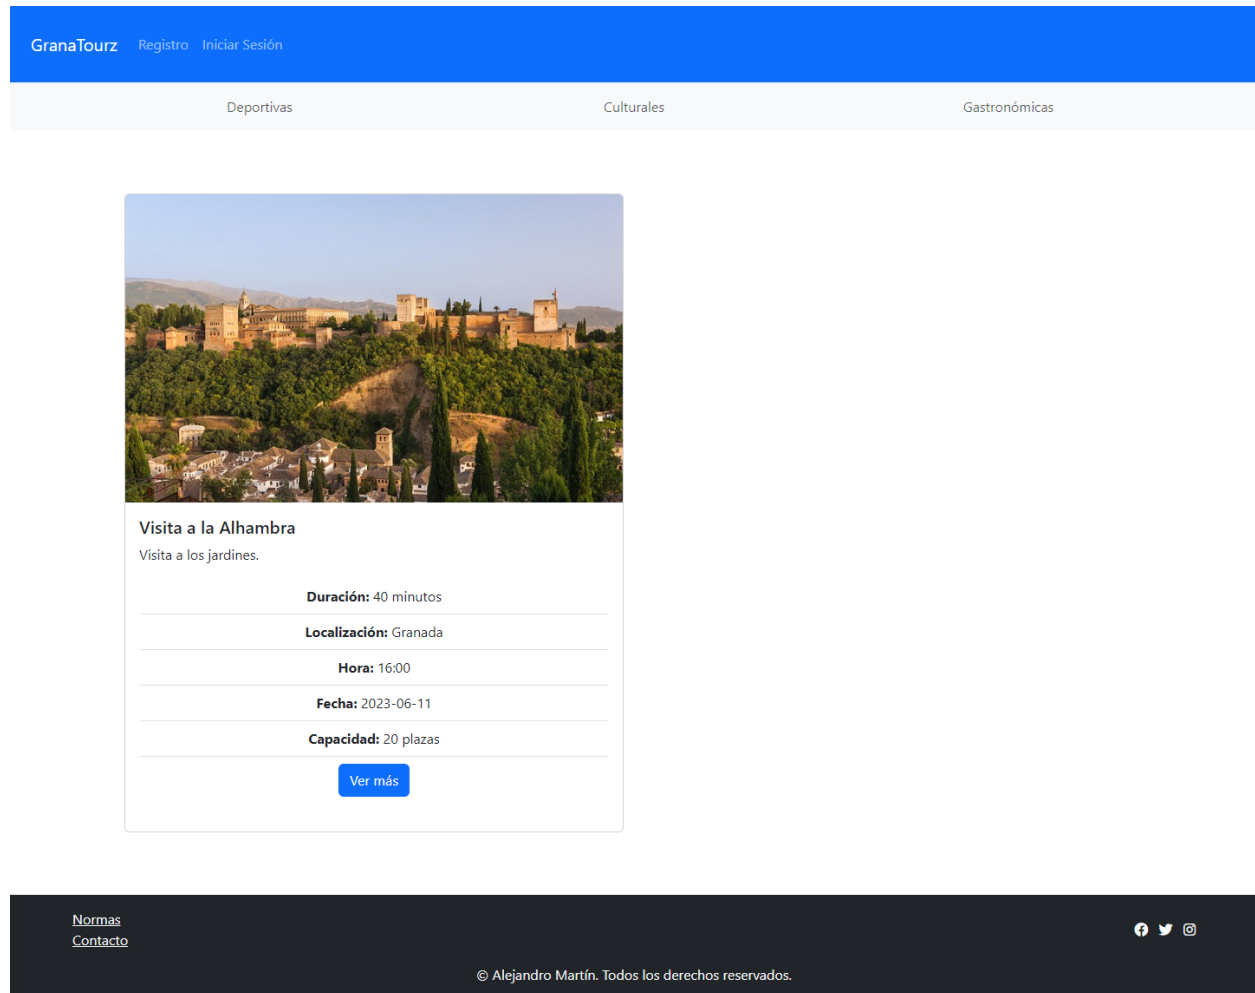 GranaTourz Registro Iniciar Sesión
Deportivas Culturales Gastronómicas
Visita a la Alhambra
Visita a los jardines.
Duración: 40 minutos
Localización: Granada
Hora: 16:00
Fecha: 2023-06-11
Capacidad: 20 plazas
Ver más
Normas
Contacto
© Alejandro Martín. Todos los derechos reservados.